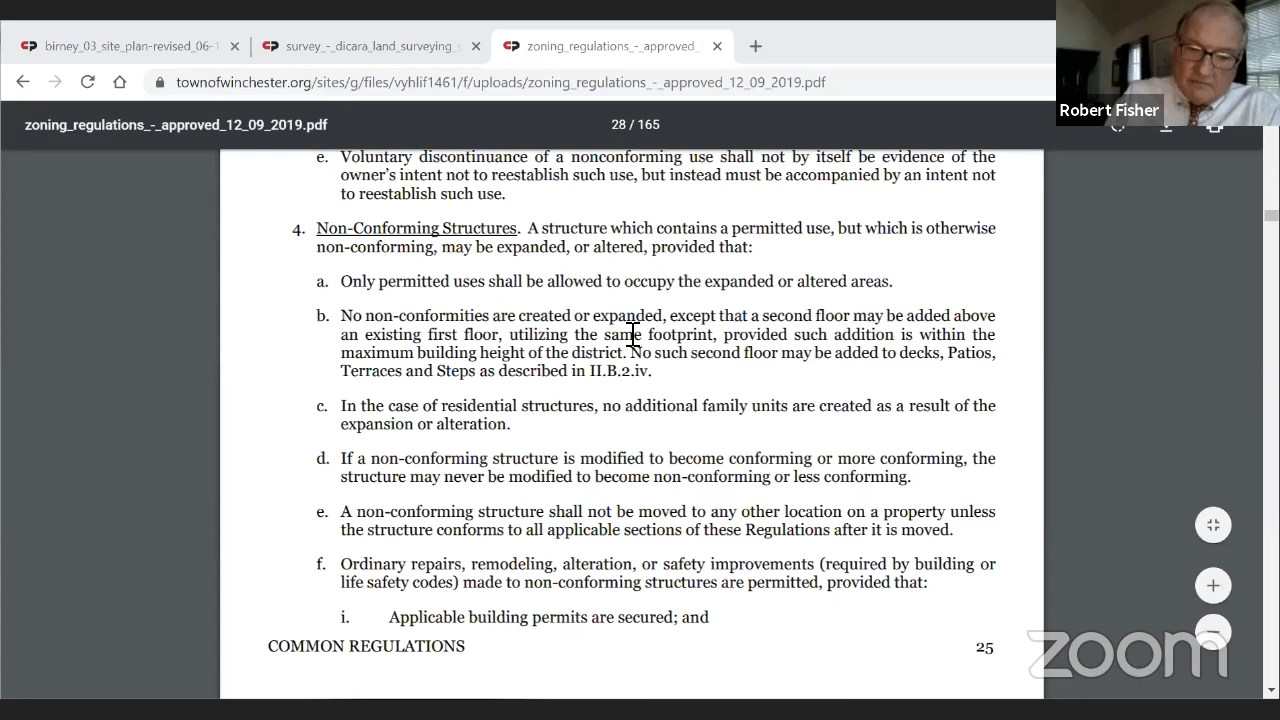 birney_03_site_plan-revised_06-1
survey_-_dicara_land_surveying_s
zoning_regulations_-_approved_
townofwinchester.org/sites/g/files/vyhlif1461/f/uploads/zoning_regulations_-_approved_12_09_2019.pdf
Robert Fisher
zoning_regulations_-_approved_12_09_2019.pdf
28 / 165
e. Voluntary discontinuance of a nonconforming use shall not by itself be evidence of the
owner's intent not to reestablish such use, but instead must be accompanied by an intent not
to reestablish such use.
4. Non-Conforming Structures. A structure which contains a permitted use, but which is otherwise
non-conforming, may be expanded, or altered, provided that:
a. Only permitted uses shall be allowed to occupy the expanded or altered areas.
b. No non-conformities are created or expanded, except that a second floor may be added above
an existing first floor, utilizing the same footprint, provided such addition is within the
maximum building height of the district. No such second floor may be added to decks, Patios,
Terraces and Steps as described in II.B.2.iv.
c. In the case of residential structures, no additional family units are created as a result of the
expansion or alteration.
d. If a non-conforming structure is modified to become conforming or more conforming, the
structure may never be modified to become non-conforming or less conforming.
e. A non-conforming structure shall not be moved to any other location on a property unless
the structure conforms to all applicable sections of these Regulations after it is moved.
f. Ordinary repairs, remodeling, alteration, or safety improvements (required by building or
life safety codes) made to non-conforming structures are permitted, provided that:
i. Applicable building permits are secured; and
COMMON REGULATIONS 25
zoom